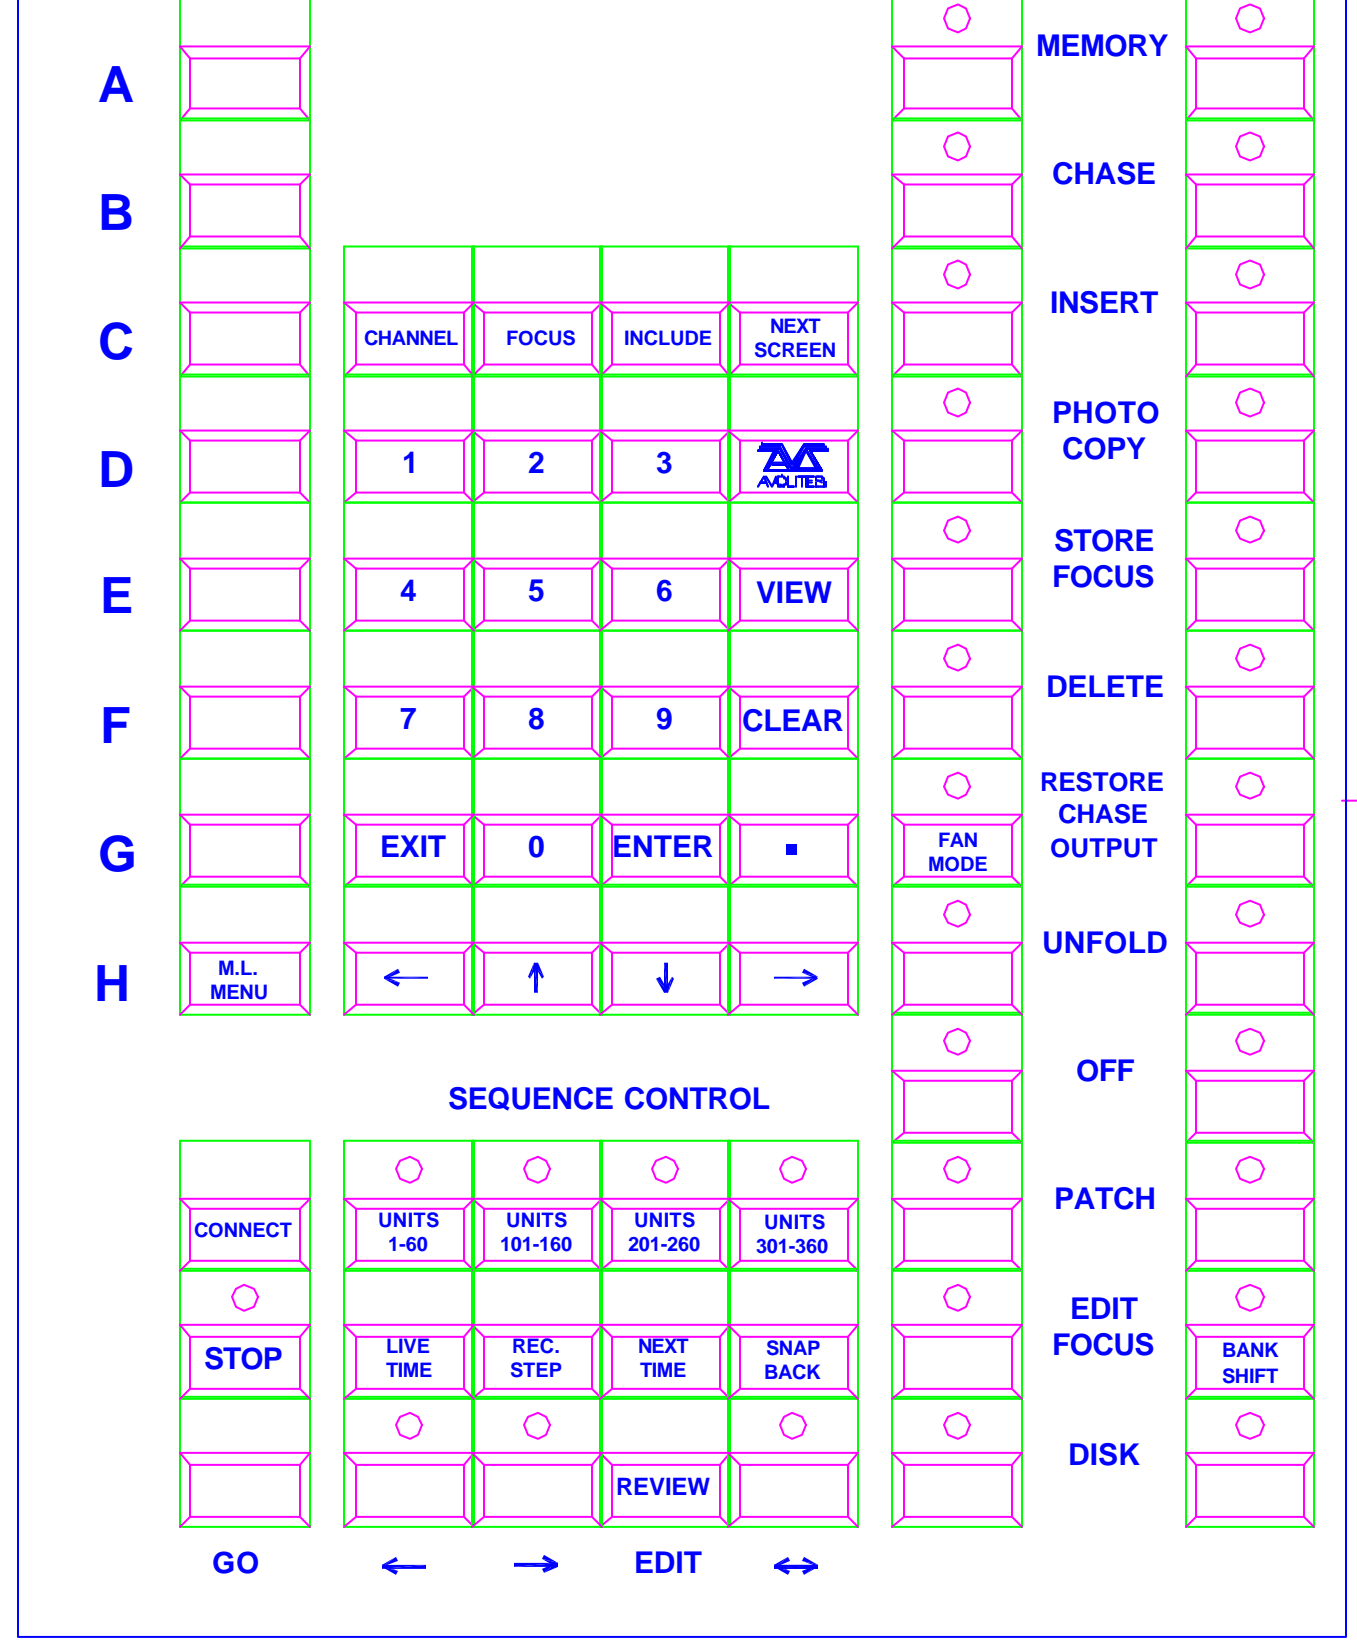 MEMORY
A
CHASE
B
INSERT
C
CHANNEL
FOCUS
INCLUDE
NEXT
SCREEN
PHOTO
COPY
D
1
2
3
AVOLITES
STORE
FOCUS
E
4
5
6
VIEW
DELETE
F
7
8
9
CLEAR
RESTORE
CHASE
OUTPUT
G
EXIT
0
ENTER
.
FAN
MODE
UNFOLD
H
M.L.
MENU
←
↑
↓
→
OFF
SEQUENCE CONTROL
PATCH
CONNECT
UNITS
1-60
UNITS
101-160
UNITS
201-260
UNITS
301-360
EDIT
FOCUS
STOP
LIVE
TIME
REC.
STEP
NEXT
TIME
SNAP
BACK
BANK
SHIFT
DISK
REVIEW
GO
←
→
EDIT
↔